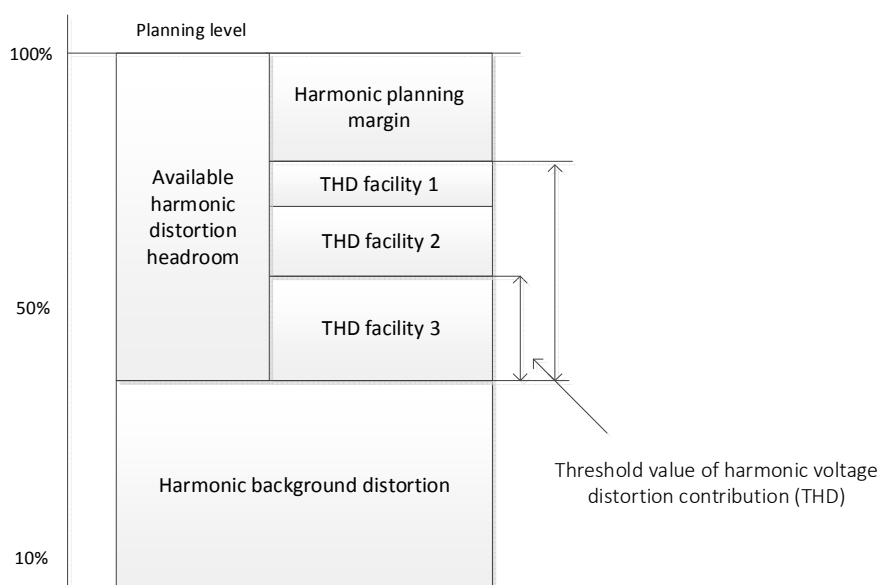 Planning level
100%
Harmonic planning
margin
Available
harmonic
distortion
headroom
THD facility 1
THD facility 2
50%
THD facility 3
Threshold value of harmonic voltage
distortion contribution (THD)
Harmonic background distortion
10%